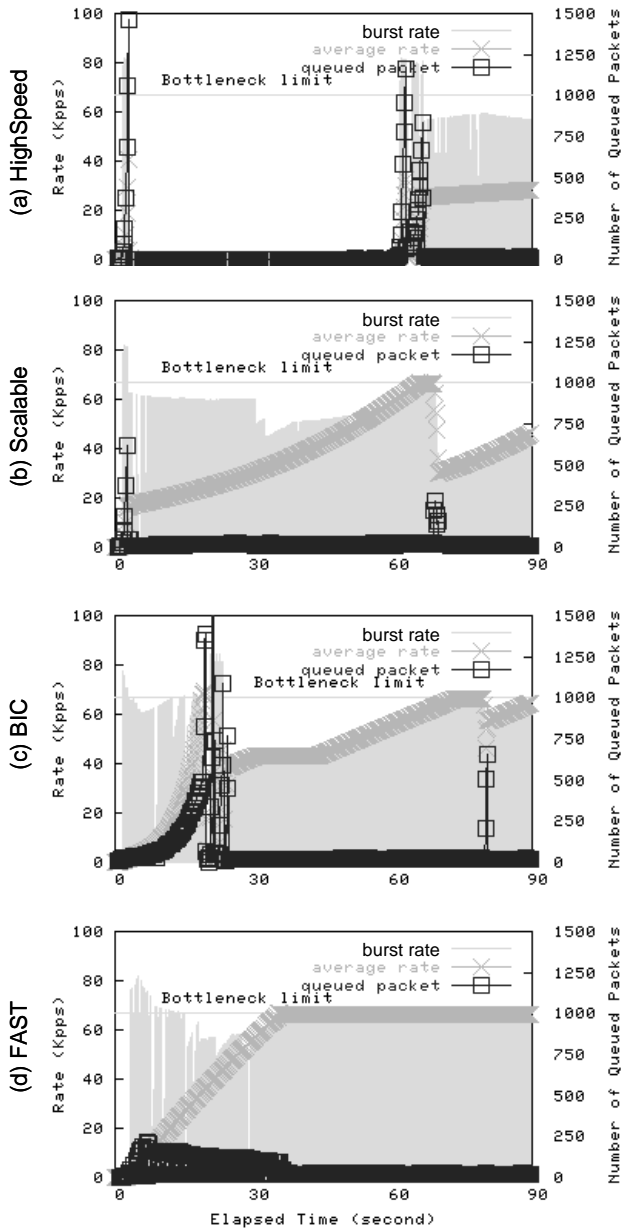 (a) HighSpeed
Rate (Kpps)
100
80
60
40
20
0
burst rate
average rate
queued packet
Bottleneck limit
1500
1250
1000
750
500
250
0
Number of Queued Packets
0
30
60
90
(b) Scalable
Rate (Kpps)
100
80
60
40
20
0
burst rate
average rate
queued packet
Bottleneck limit
1500
1250
1000
750
500
250
0
Number of Queued Packets
0
30
60
90
(c) BIC
Rate (Kpps)
100
80
60
40
20
0
burst rate
average rate
queued packet
Bottleneck limit
1500
1250
1000
750
500
250
0
Number of Queued Packets
0
30
60
90
(d) FAST
Rate (Kpps)
100
80
60
40
20
0
burst rate
average rate
queued packet
Bottleneck limit
1500
1250
1000
750
500
250
0
Number of Queued Packets
0
30
60
90
Elapsed Time (second)